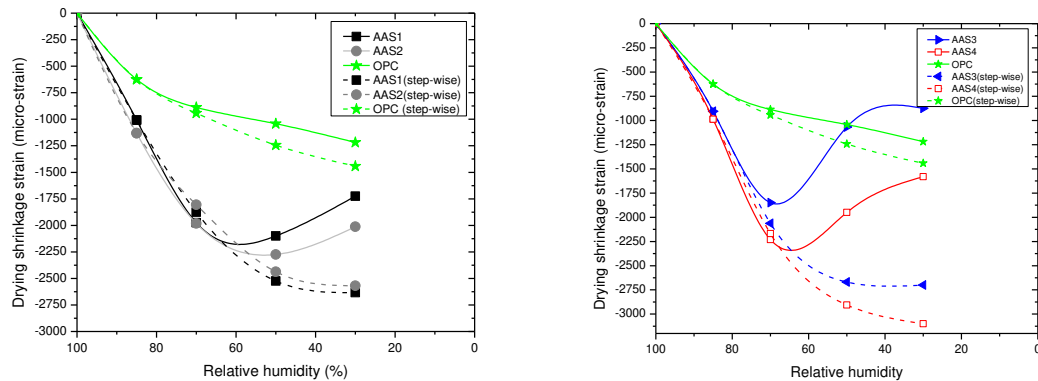 0
-250
-500
-750
-1000
-1250
-1500
-1750
-2000
-2250
-2500
-2750
-3000
Drying shrinkage strain (micro-strain)
100
80
60
40
20
0
Relative humidity (%)
AAS1
AAS2
OPC
AAS1(step-wise)
AAS2(step-wise)
OPC (step-wise)
0
-250
-500
-750
-1000
-1250
-1500
-1750
-2000
-2250
-2500
-2750
-3000
Drying shrinkage strain (micro-strain)
100
80
60
40
20
0
Relative humidity
AAS3
AAS4
OPC
AAS3(step-wise)
AAS4(step-wise)
OPC(step-wise)